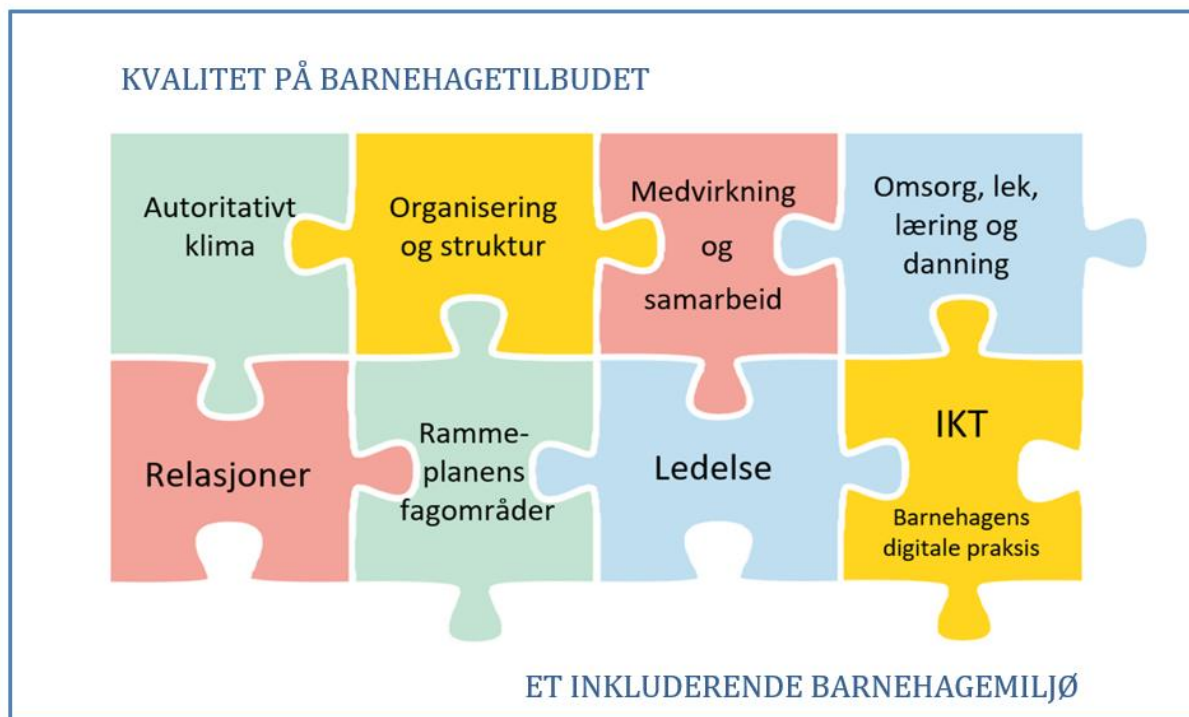 KVALITET PÅ BARNEHAGETILBUDET
Autoritativt
klima
Organisering
og struktur
Medvirkning
og
samarbeid
Omsorg, lek,
læring og
danning
Relasjoner
Ramme-
planens
fagområder
Ledelse
IKT
Barnehagens
digitale praksis
ET INKLUDERENDE BARNEHAGEMILJØ